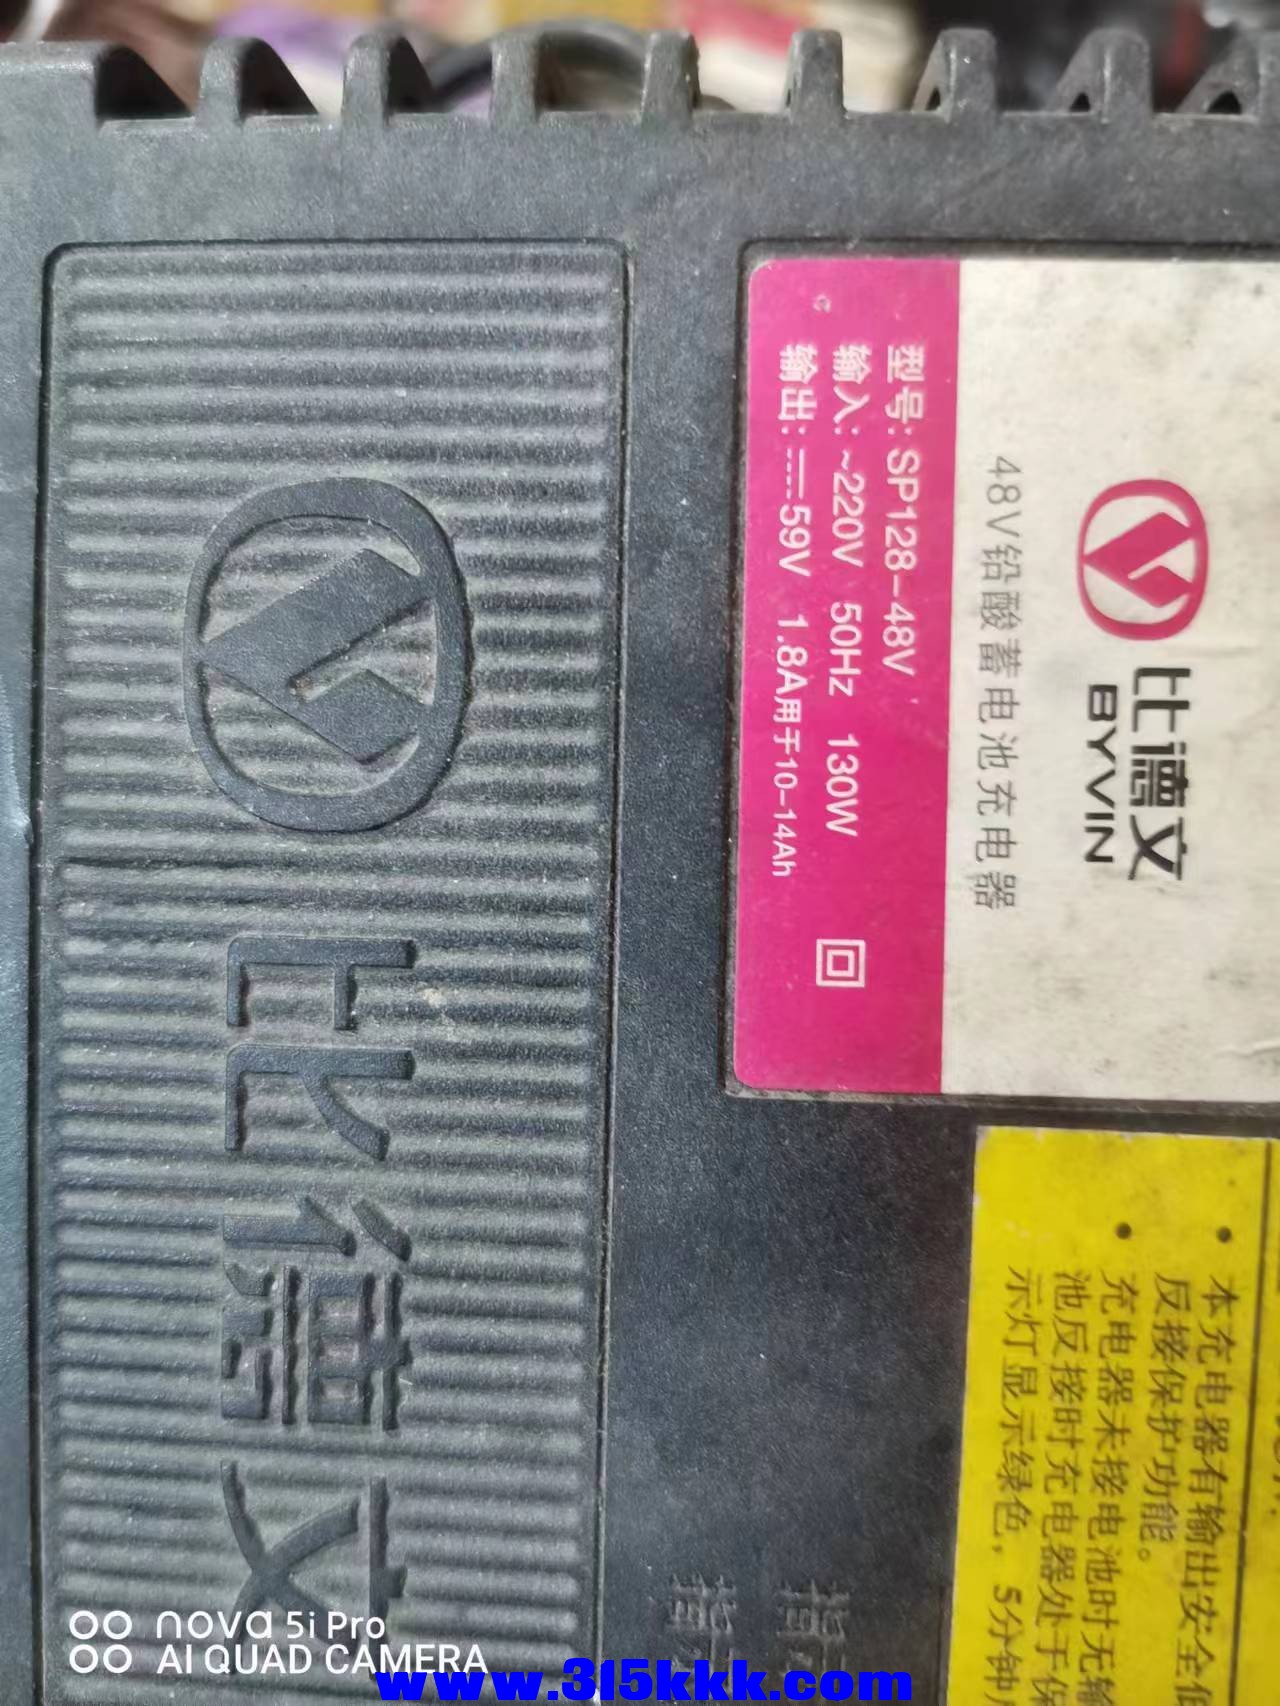 比德文
BYVIN
48V铅酸蓄电池充电器
型号: SP128-48V
输入: ~220V 50Hz 130W
输出: 59V 1.8A用于10-14Ah
本充电器有输出安全
反接保护功能。
充电器未接电池时无输
池反接时充电器处于保
示灯显示绿色，5分钟
比德文
nova 5i Pro
AI QUAD CAMERA
www.315kkk.com